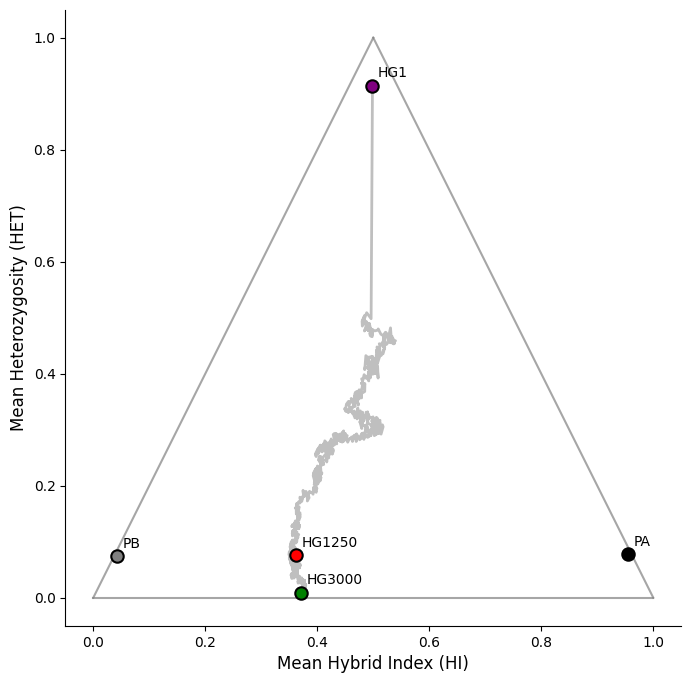 1.0
HG1
0.8
0.6
0.4
0.2
HG1250
PB
PA
HG3000
0.0
0.0 0.2 0.4 0.6 0.8 1.0
Mean Hybrid Index (HI)
Mean Heterozygosity (HET)